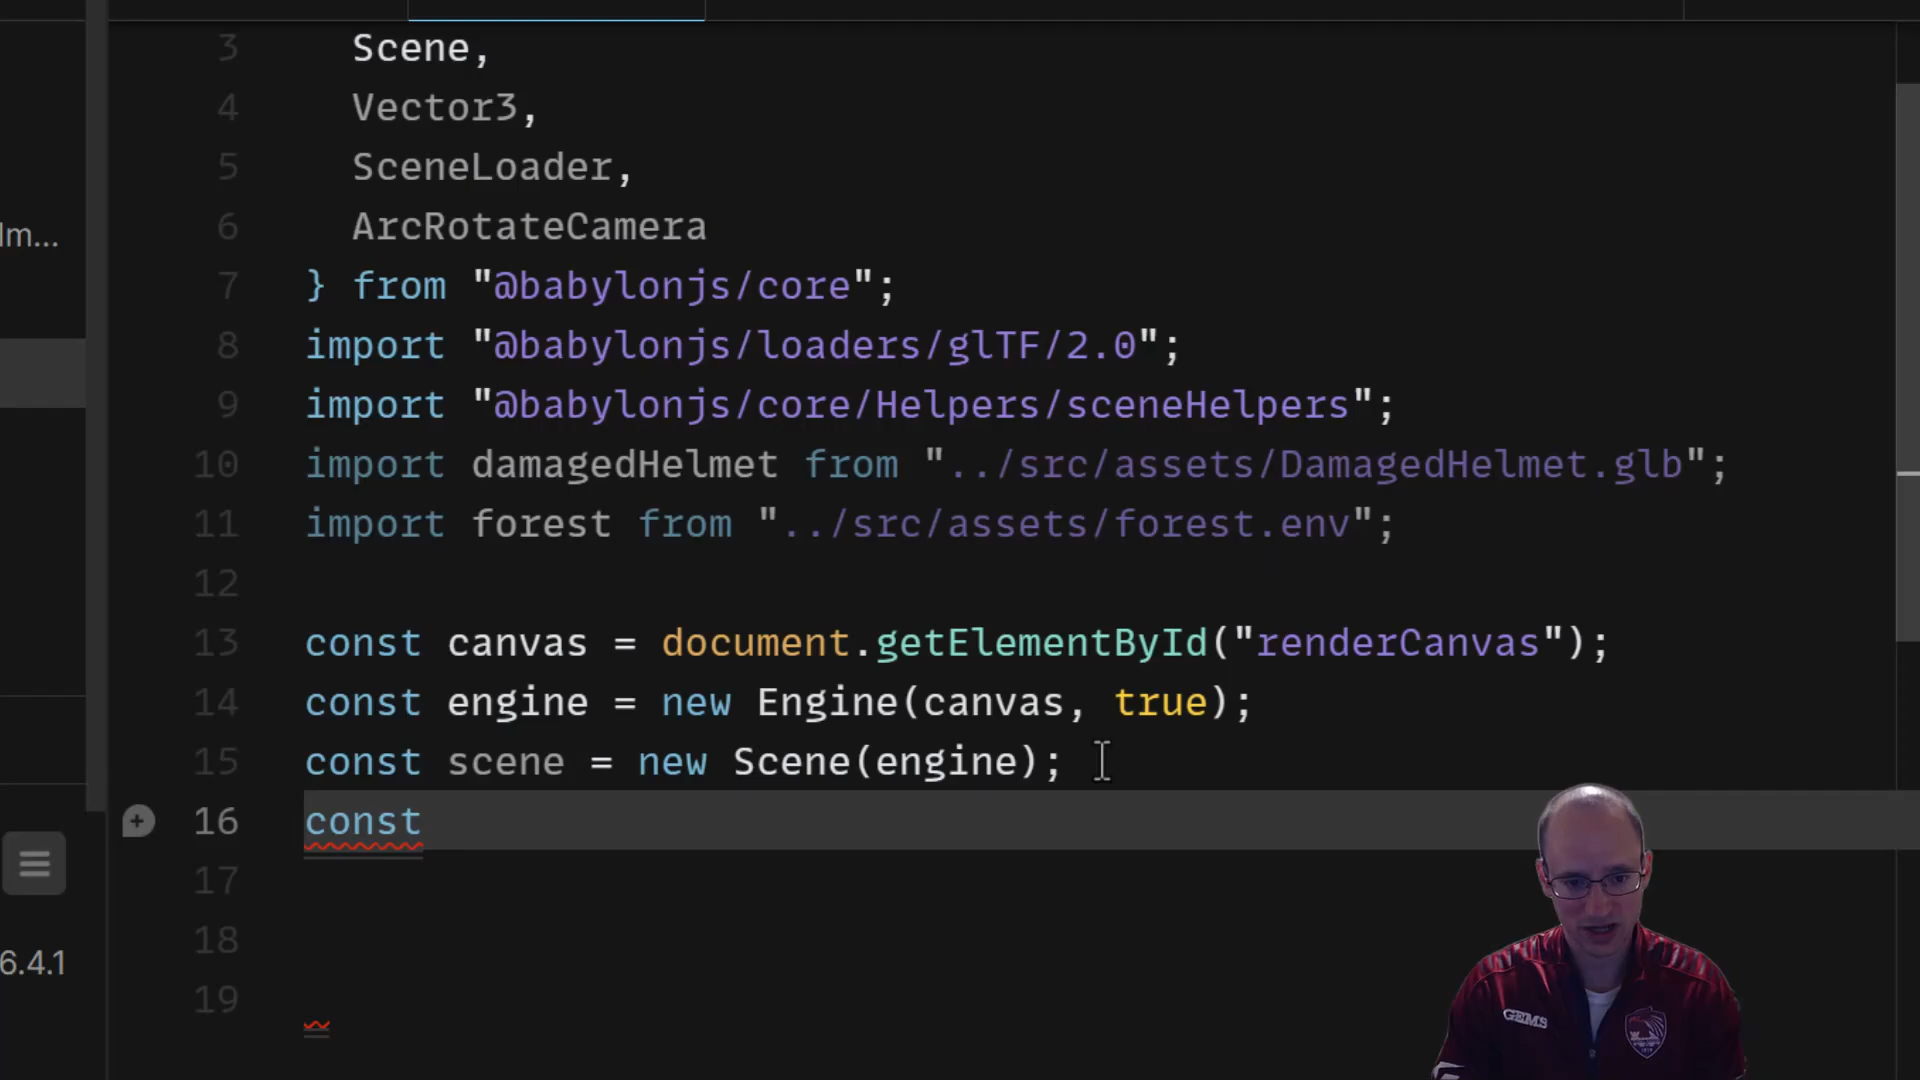 3 Scene,
4 Vector3,
5 SceneLoader,
6 ArcRotateCamera
7 } from "@babylonjs/core";
8 import "@babylonjs/loaders/glTF/2.0";
9 import "@babylonjs/core/Helpers/sceneHelpers";
10 import damagedHelmet from "../src/assets/DamagedHelmet.glb";
11 import forest from "../src/assets/forest.env";
12
13 const canvas = document.getElementById("renderCanvas");
14 const engine = new Engine(canvas, true);
15 const scene = new Scene(engine);
16 const
17
18
19
lm...
6.4.1
GEMS